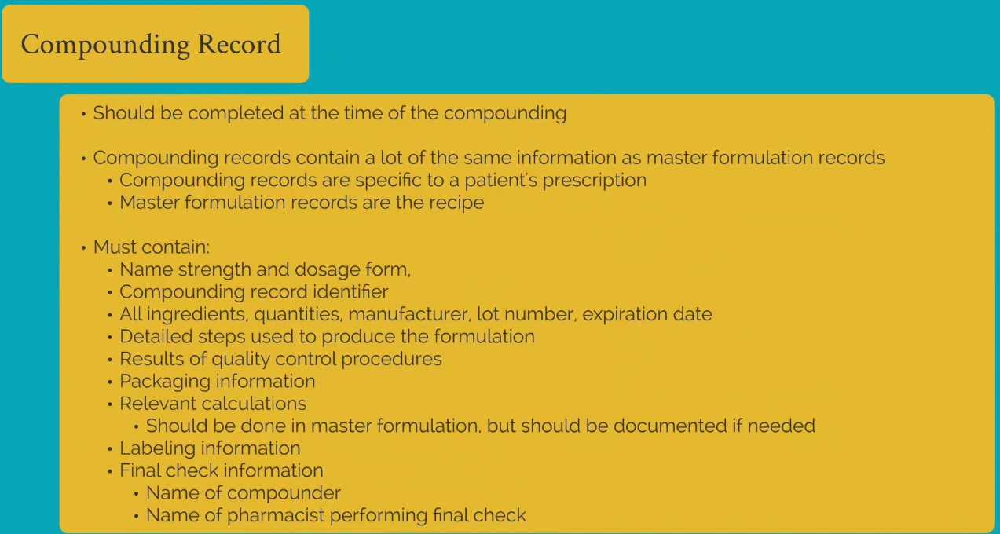 Compounding Record
• Should be completed at the time of the compounding
• Compounding records contain a lot of the same information as master formulation records
• Compounding records are specific to a patient's prescription
• Master formulation records are the recipe
• Must contain:
• Name strength and dosage form,
• Compounding record identifier
• All ingredients, quantities, manufacturer, lot number, expiration date
• Detailed steps used to produce the formulation
• Results of quality control procedures
• Packaging information
• Relevant calculations
• Should be done in master formulation, but should be documented if needed
• Labeling information
• Final check information
• Name of compounder
• Name of pharmacist performing final check